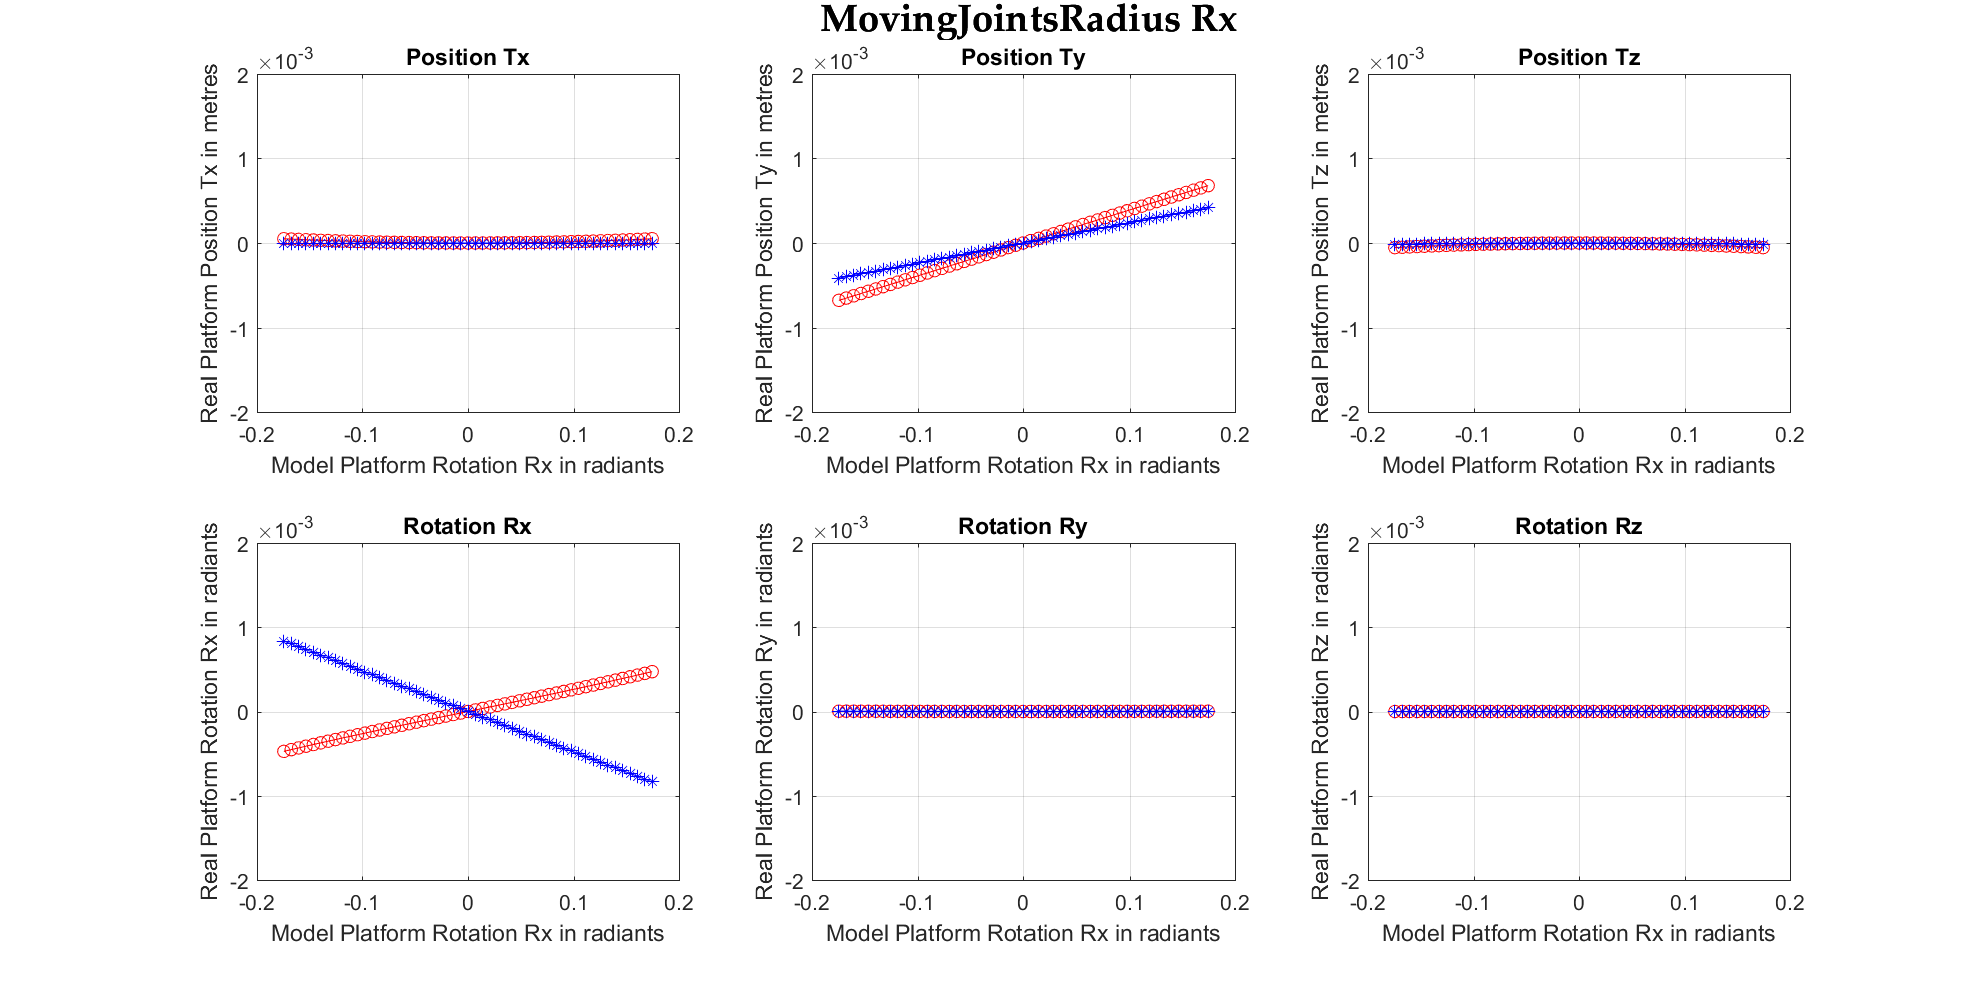 MovingJointsRadius Rx
Position Tx
×10-3
Real Platform Position Tx in metres
2
1
0
-1
-2
-0.2 -0.1 0 0.1 0.2
Model Platform Rotation Rx in radiants
Position Ty
×10-3
Real Platform Position Ty in metres
2
1
0
-1
-2
-0.2 -0.1 0 0.1 0.2
Model Platform Rotation Rx in radiants
Position Tz
×10-3
Real Platform Position Tz in metres
2
1
0
-1
-2
-0.2 -0.1 0 0.1 0.2
Model Platform Rotation Rx in radiants
Rotation Rx
×10-3
Real Platform Rotation Rx in radiants
2
1
0
-1
-2
-0.2 -0.1 0 0.1 0.2
Model Platform Rotation Rx in radiants
Rotation Ry
×10-3
Real Platform Rotation Ry in radiants
2
1
0
-1
-2
-0.2 -0.1 0 0.1 0.2
Model Platform Rotation Rx in radiants
Rotation Rz
×10-3
Real Platform Rotation Rz in radiants
2
1
0
-1
-2
-0.2 -0.1 0 0.1 0.2
Model Platform Rotation Rx in radiants